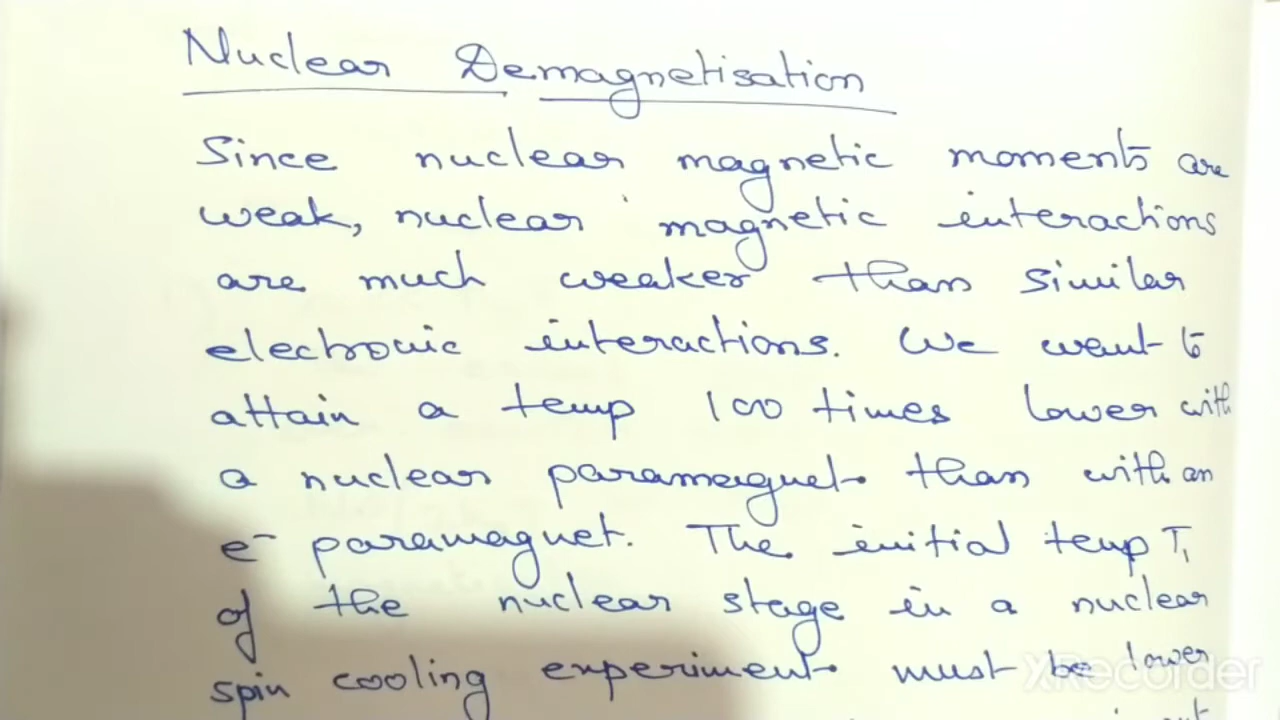 Nuclear Demagnetisation
Since nuclear magnetic moments are
weak, nuclear magnetic interactions
are much weaker than similar
electronic interactions. We want to
attain a temp 100 times lower with
a nuclear paramagnet than with an
e⁻ paramagnet. The initial temp T₁
of the nuclear stage in a nuclear
spin cooling experiment must be lower
XRecorder